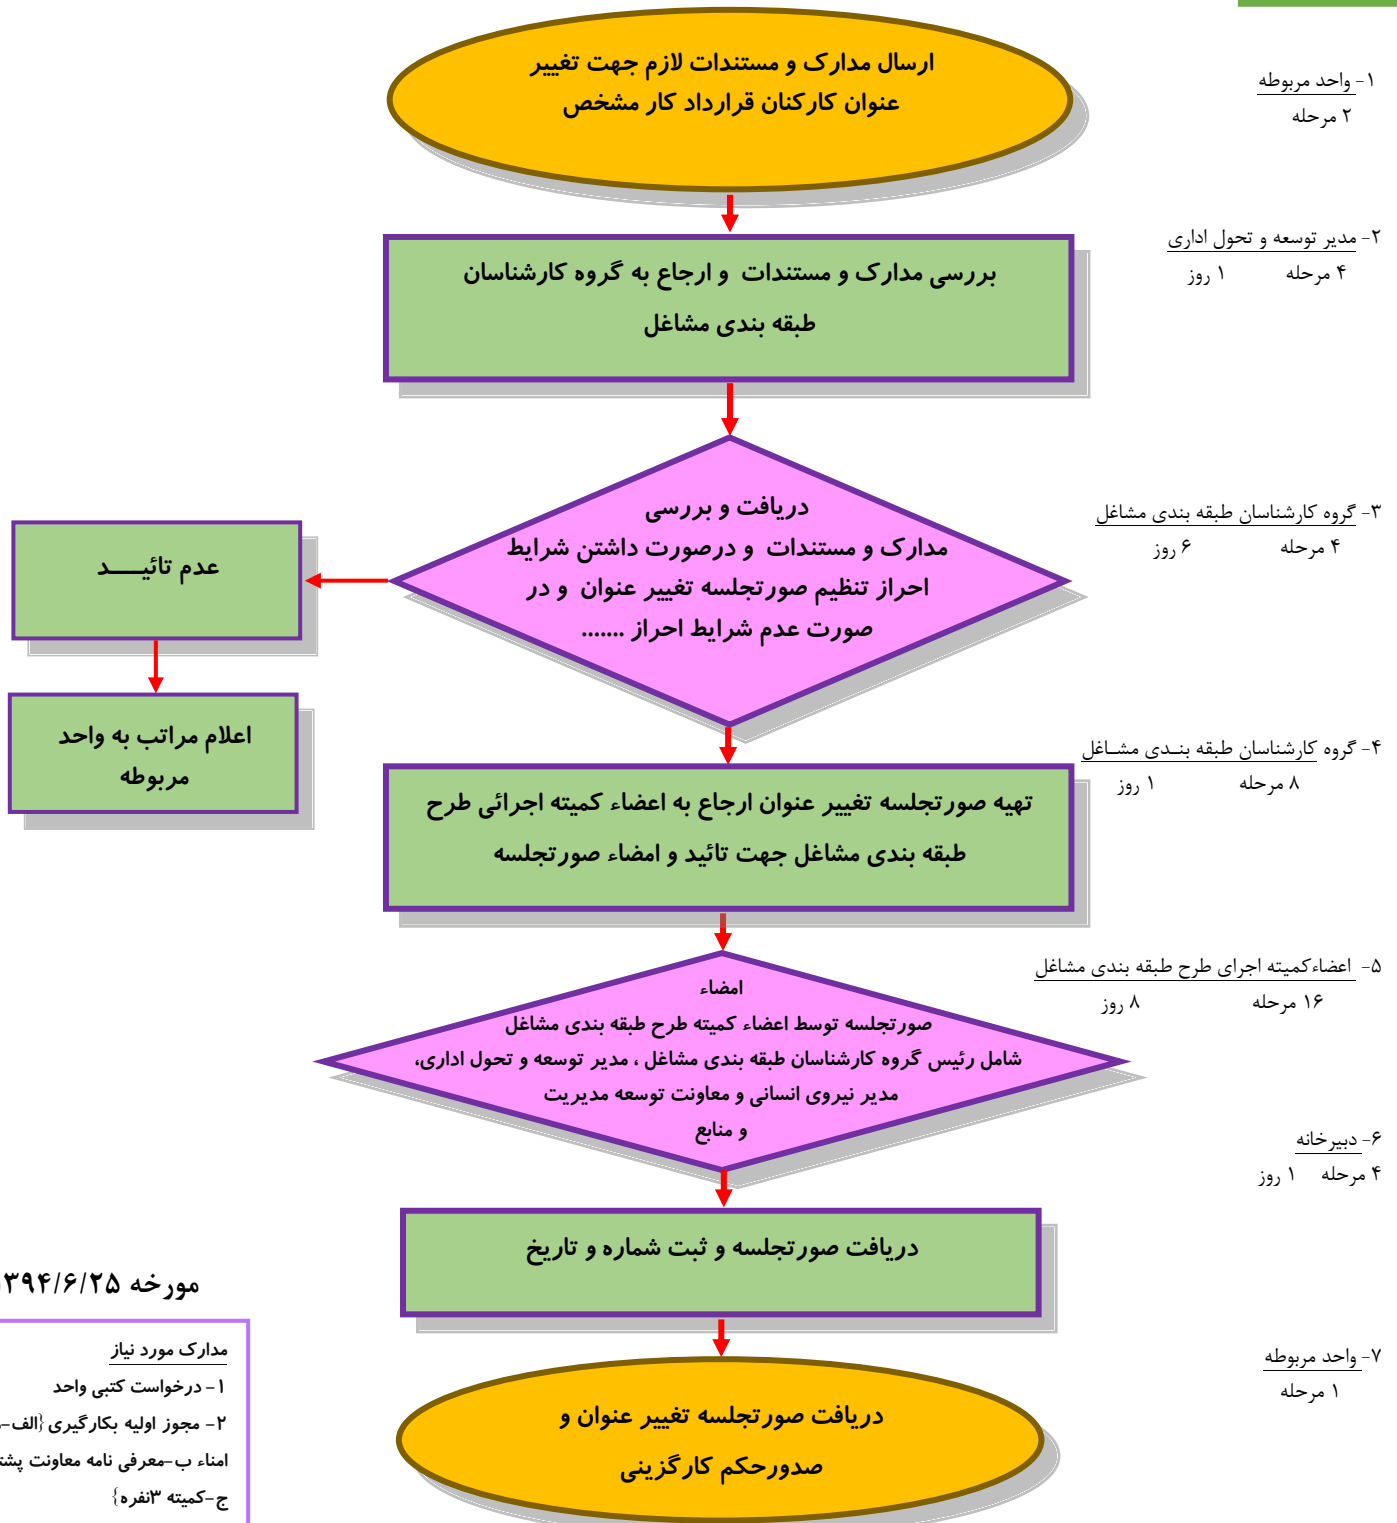 ارسال مدارک و مستندات لازم جهت تغییر
عنوان کارکنان قرارداد کار مشخص
۱- واحد مربوطه
۲ مرحله
بررسی مدارک و مستندات و ارجاع به گروه کارشناسان
طبقه بندی مشاغل
۲- مدیر توسعه و تحول اداری
۴ مرحله ۱ روز
دریافت و بررسی
مدارک و مستندات و درصورت داشتن شرایط
احراز تنظیم صورتجلسه تغییر عنوان و در
صورت عدم شرایط احراز .......
۳- گروه کارشناسان طبقه بندی مشاغل
۴ مرحله ۶ روز
عدم تائیــــد
اعلام مراتب به واحد
مربوطه
تهیه صورتجلسه تغییر عنوان ارجاع به اعضاء کمیته اجرائی طرح
طبقه بندی مشاغل جهت تائید و امضاء صورتجلسه
۴- گروه کارشناسان طبقه بنـدی مشـاغل
۸ مرحله ۱ روز
امضاء
صورتجلسه توسط اعضاء کمیته طرح طبقه بندی مشاغل
شامل رئیس گروه کارشناسان طبقه بندی مشاغل ، مدیر توسعه و تحول اداری،
مدیر نیروی انسانی و معاونت توسعه مدیریت
و منابع
۵- اعضاءکمیته اجرای طرح طبقه بندی مشاغل
۱۶ مرحله ۸ روز
دریافت صورتجلسه و ثبت شماره و تاریخ
۶- دبیرخانه
۴ مرحله ۱ روز
دریافت صورتجلسه تغییر عنوان و
صدورحکم کارگزینی
۷- واحد مربوطه
۱ مرحله
مورخه ۱۳۹۴/۶/۲۵
مدارک مورد نیاز
۱- درخواست کتبی واحد
۲- مجوز اولیه بکارگیری {الف-
امناء ب-معرفی نامه معاونت
ج-کمیته ۳نفره}